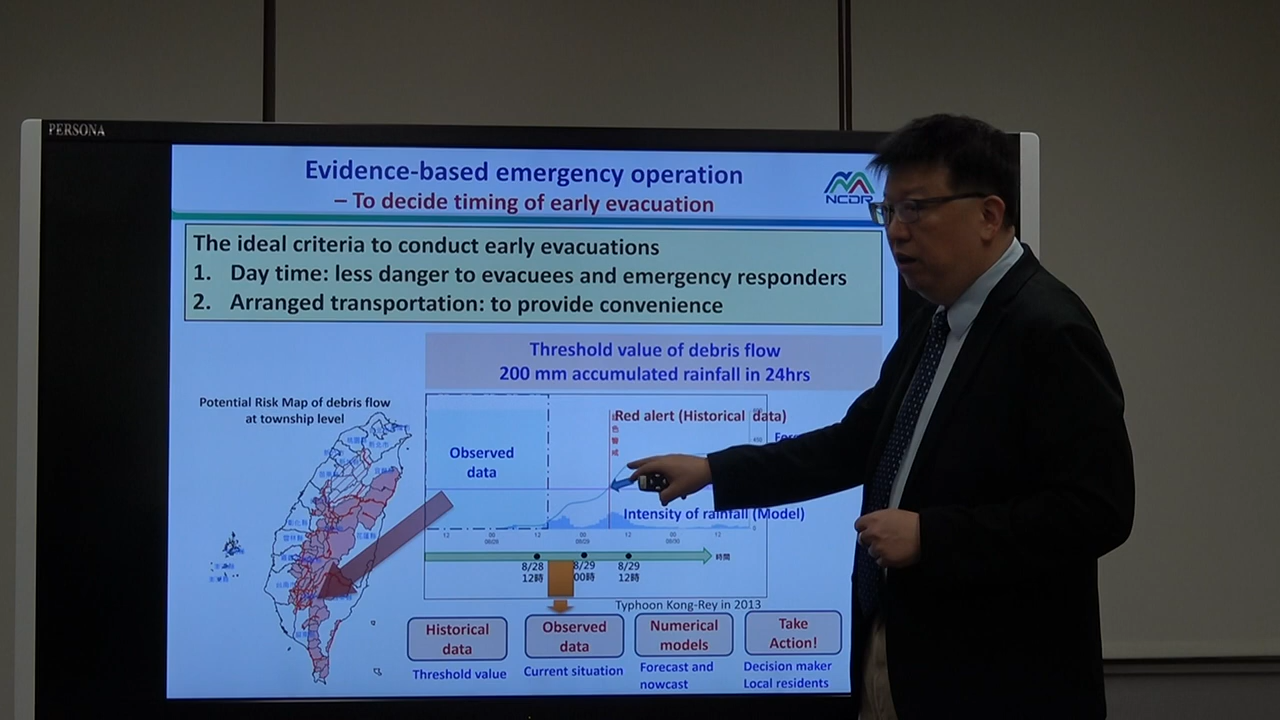 PERSONA
Evidence-based emergency operation
– To decide timing of early evacuation
NCDR
The ideal criteria to conduct early evacuations
1. Day time: less danger to evacuees and emergency responders
2. Arranged transportation: to provide convenience
Threshold value of debris flow
200 mm accumulated rainfall in 24hrs
Potential Risk Map of debris flow
at township level
Red alert (Historical data)
Observed
data
Intensity of rainfall (Model)
時間
8/28
12時
8/29
00時
8/29
12時
Typhoon Kong-Rey in 2013
Historical
data
Threshold value
Observed
data
Current situation
Numerical
models
Forecast and
nowcast
Take
Action!
Decision maker
Local residents